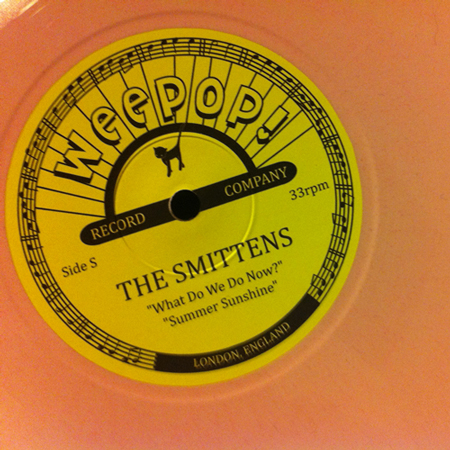 WEEPOP!
RECORD COMPANY
33rpm
Side S
THE SMITTENS
"What Do We Do Now?"
"Summer Sunshine"
LONDON, ENGLAND